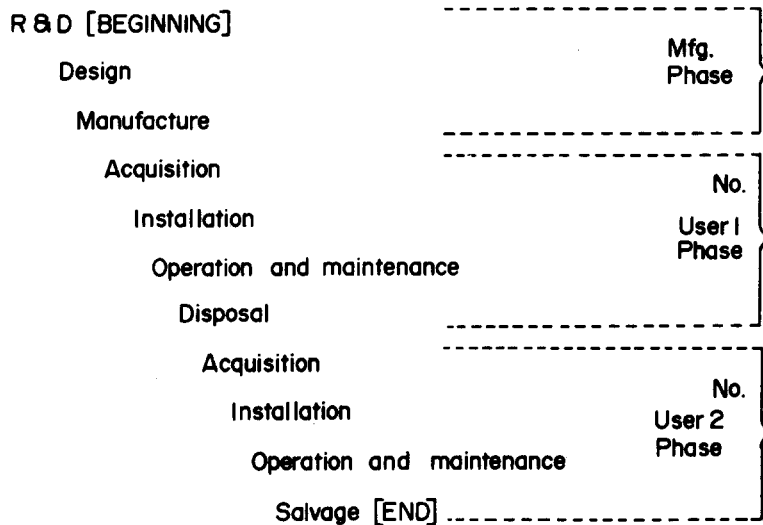 R & D [BEGINNING]
Mfg.
Phase
Design
Manufacture
Acquisition
No.
Installation
User 1
Phase
Operation and maintenance
Disposal
Acquisition
No.
Installation
User 2
Phase
Operation and maintenance
Salvage [END]